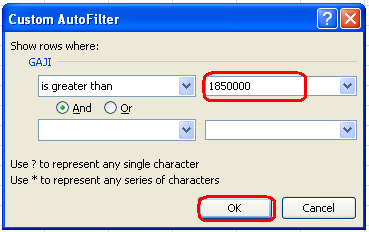 Custom AutoFilter
Show rows where:
GAJI
is greater than 1850000
And Or
Use ? to represent any single character
Use * to represent any series of characters
OK Cancel